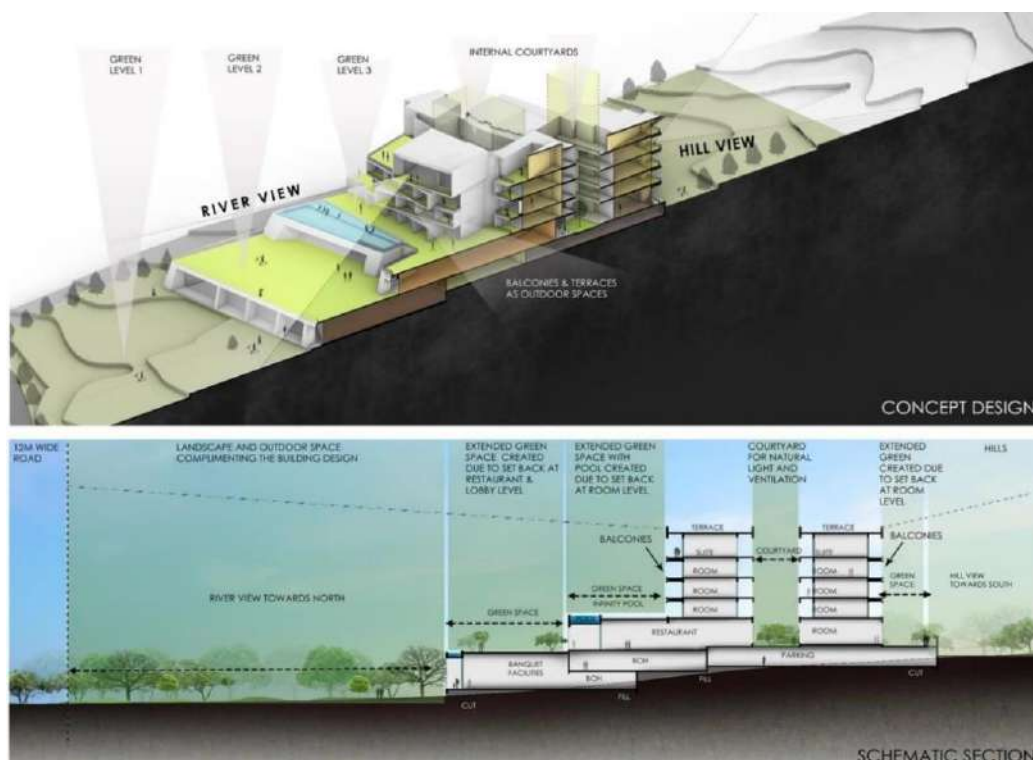 GREEN
LEVEL 1
GREEN
LEVEL 2
GREEN
LEVEL 3
INTERNAL COURTYARDS
RIVER VIEW
HILL VIEW
BALCONIES & TERRACES
AS OUTDOOR SPACES
CONCEPT DESIGN
12M WIDE
ROAD
LANDSCAPE AND OUTDOOR SPACE
COMPLIMENTING THE BUILDING DESIGN
EXTENDED GREEN
SPACE CREATED
DUE TO SET BACK AT
RESTAURANT &
LOBBY LEVEL
EXTENDED GREEN
SPACE WITH
POOL CREATED
DUE TO SET BACK
AT ROOM LEVEL
COURTYARD
FOR NATURAL
LIGHT AND
VENTILATION
EXTENDED
GREEN
CREATED DUE
TO SET BACK
AT ROOM
LEVEL
HILLS
TERRACE
TERRACE
BALCONIES
BALCONIES
SUITE
COURTYARD
SUITE
ROOM
ROOM
ROOM
ROOM
ROOM
ROOM
GREEN
SPACE
HILL VIEW
TOWARDS SOUTH
RIVER VIEW TOWARDS NORTH
GREEN SPACE
INFINITY POOL
GREEN SPACE
RESTAURANT
ROOM
BANQUET
FACILITIES
BOH
BOH
PARKING
CUT
FILL
FILL
CUT
SCHEMATIC SECTION